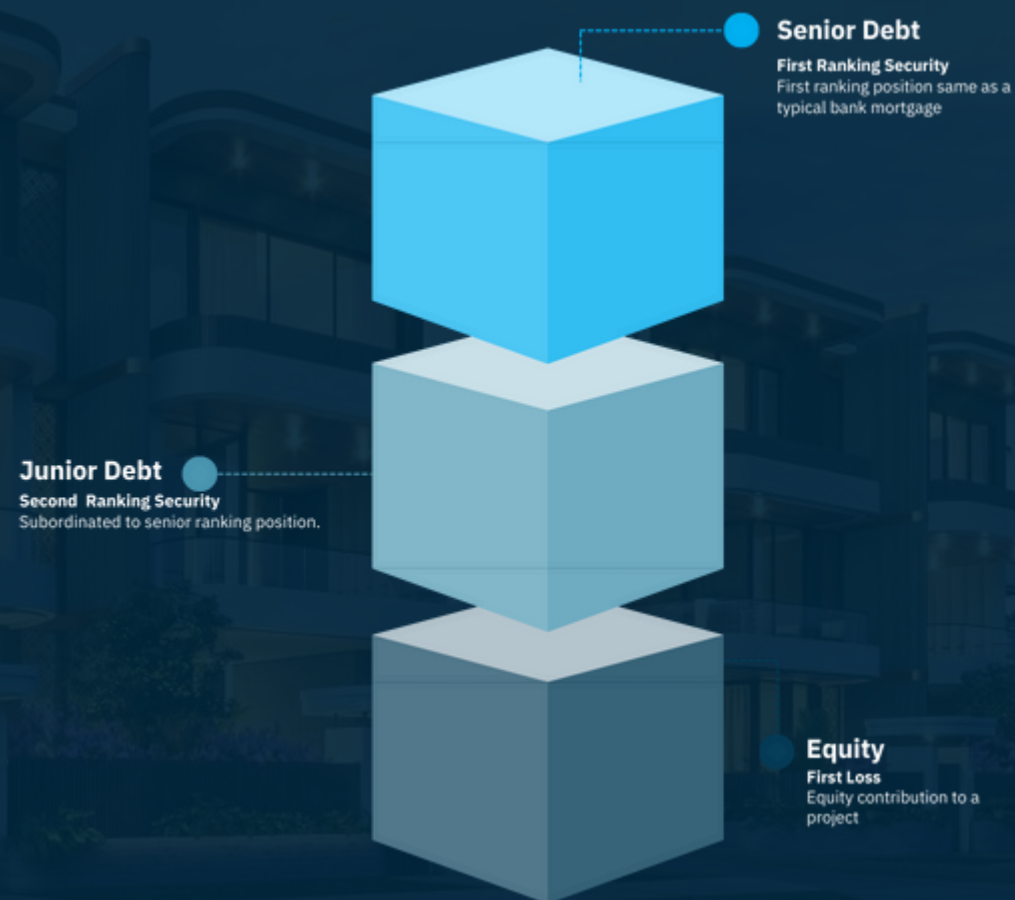 Senior Debt
First Ranking Security
First ranking position same as a
typical bank mortgage
Junior Debt
Second Ranking Security
Subordinated to senior ranking position.
Equity
First Loss
Equity contribution to a
project